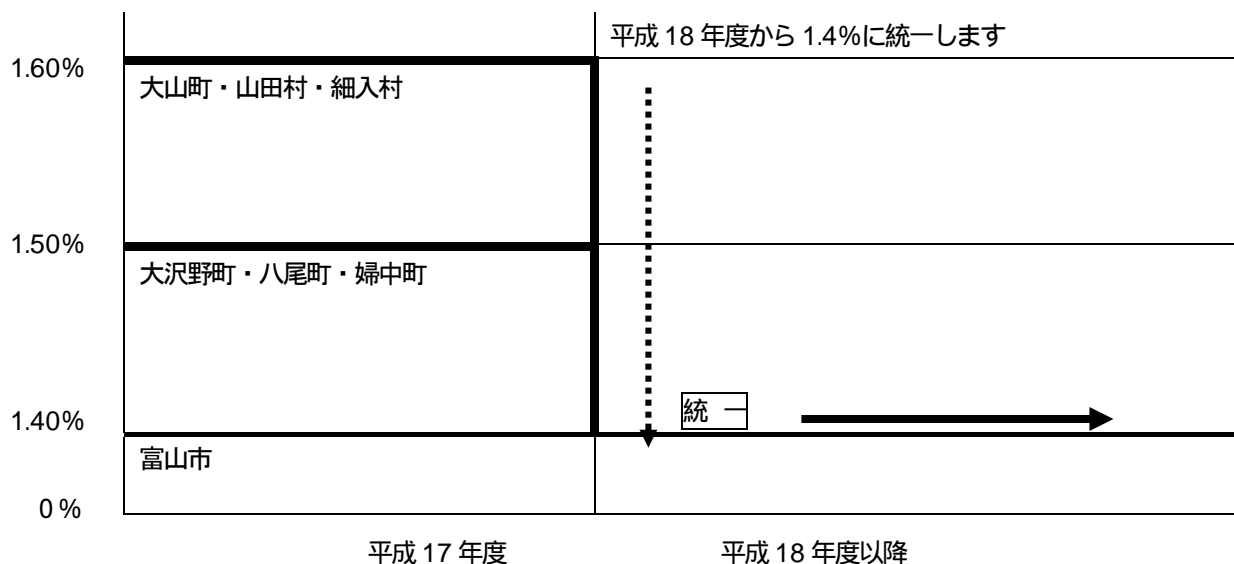 平成 18 年度から 1.4%に統一します
1.60%
大山町・山田村・細入村
1.50%
大沢野町・八尾町・婦中町
1.40%
統 一
富山市
0%
平成 17 年度
平成 18 年度以降